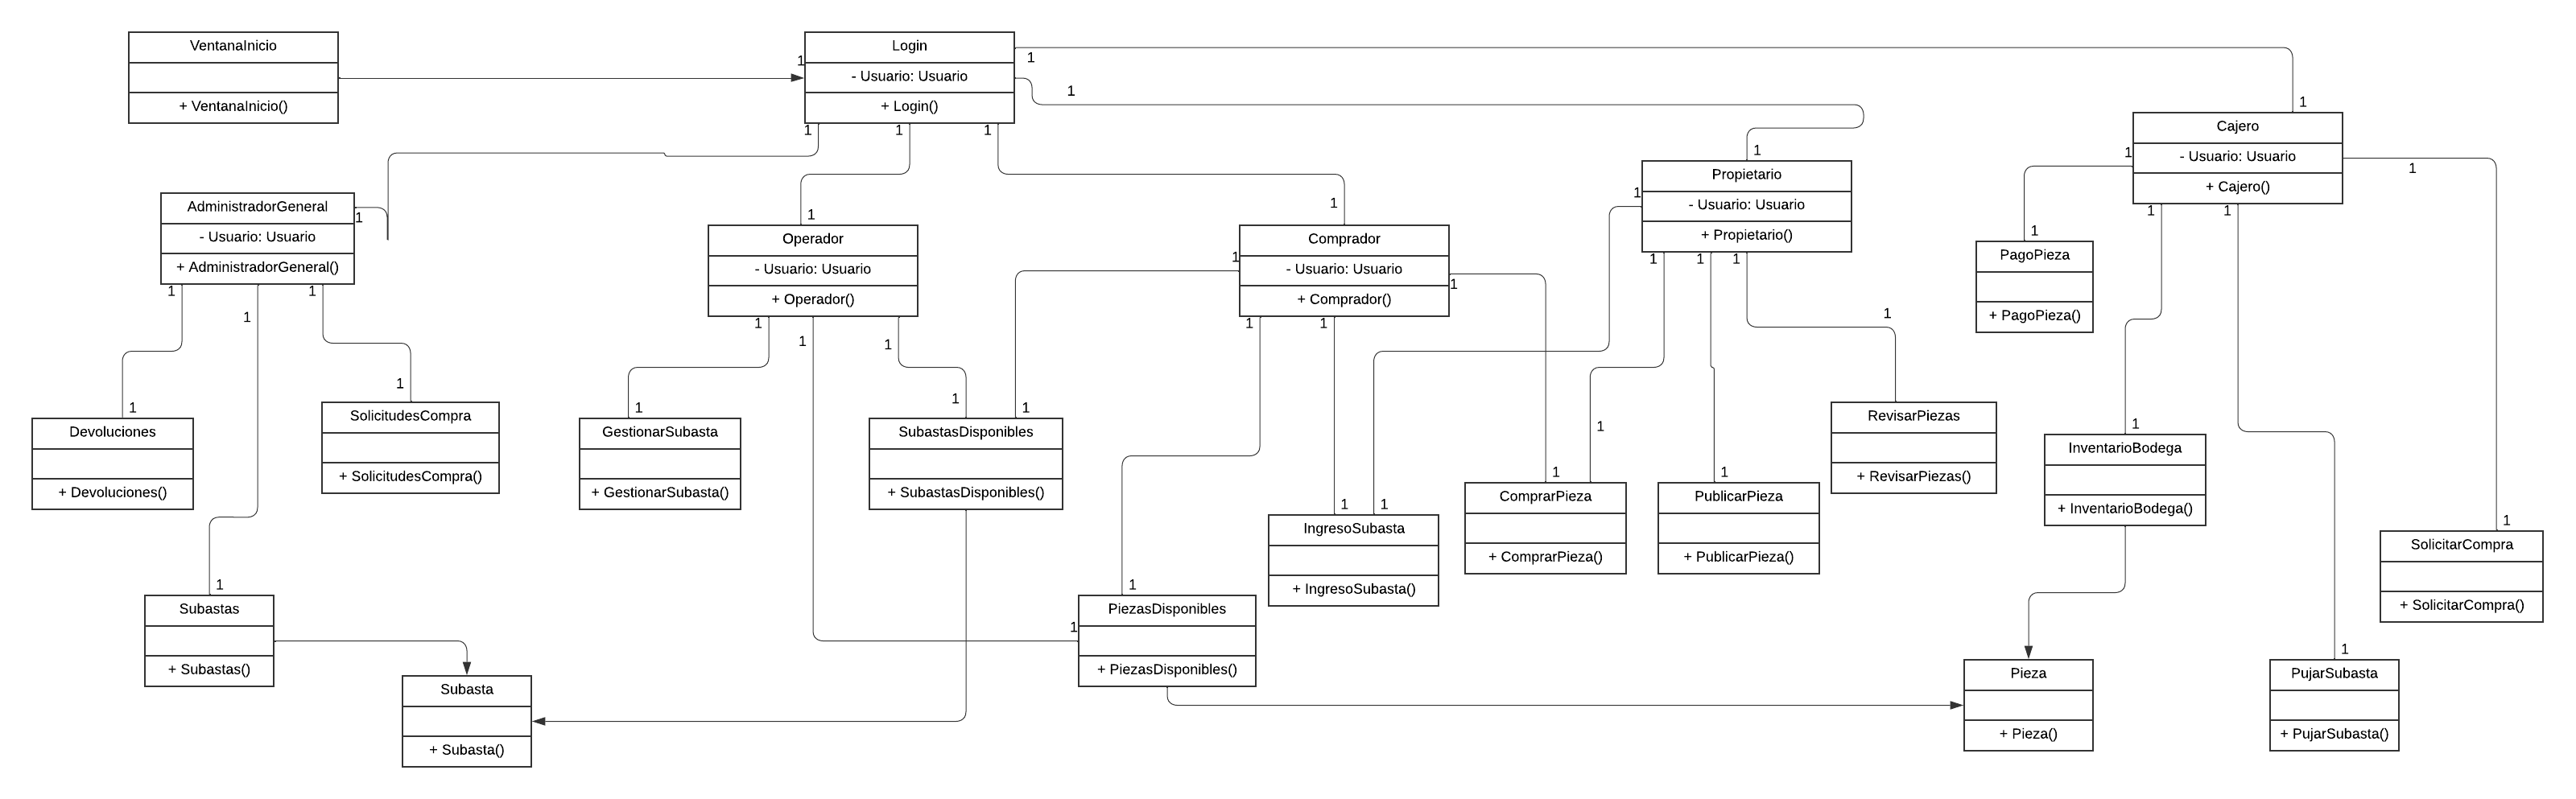 VentanaInicio
+ VentanaInicio()
1
Login
- Usuario: Usuario
+ Login()
1
1
1
1
1
1
Cajero
- Usuario: Usuario
+ Cajero()
1
1
1
1
1
Propietario
- Usuario: Usuario
+ Propietario()
1
1
1
1
1
AdministradorGeneral
- Usuario: Usuario
+ AdministradorGeneral()
1
1
1
1
1
Operador
- Usuario: Usuario
+ Operador()
1
1
1
1
Comprador
- Usuario: Usuario
+ Comprador()
1
1
1
1
1
PagoPieza
+ PagoPieza()
1
1
Devoluciones
+ Devoluciones()
1
SolicitudesCompra
+ SolicitudesCompra()
1
GestionarSubasta
+ GestionarSubasta()
1
1
SubastasDisponibles
+ SubastasDisponibles()
1
RevisarPiezas
+ RevisarPiezas()
1
InventarioBodega
+ InventarioBodega()
1
1
ComprarPieza
+ ComprarPieza()
1
PublicarPieza
+ PublicarPieza()
1
1
IngresoSubasta
+ IngresoSubasta()
1
SolicitarCompra
+ SolicitarCompra()
1
Subastas
+ Subastas()
1
1
PiezasDisponibles
+ PiezasDisponibles()
Subasta
+ Subasta()
Pieza
+ Pieza()
1
PujarSubasta
+ PujarSubasta()